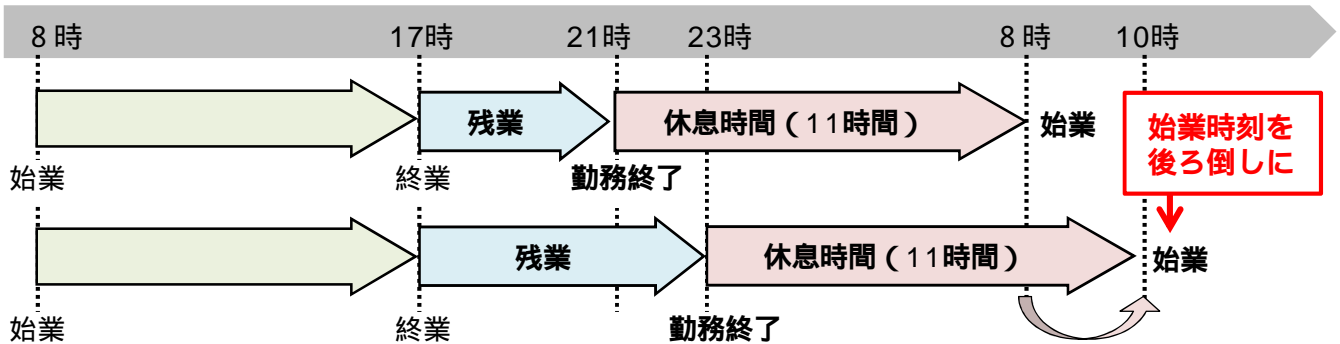 8時 17時 21時 23時 8時 10時
残業 休息時間（11時間） 始業
始業時刻を
後ろ倒しに
始業 終業 勤務終了
残業 休息時間（11時間） 始業
始業 終業 勤務終了